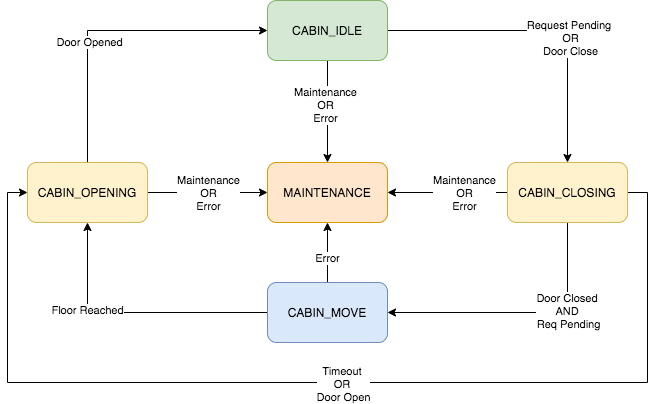 CABIN_IDLE
Door Opened
Request Pending
OR
Door Close
Maintenance
OR
Error
CABIN_OPENING
Maintenance
OR
Error
MAINTENANCE
Maintenance
OR
Error
CABIN_CLOSING
Error
Floor Reached
CABIN_MOVE
Door Closed
AND
Req Pending
Timeout
OR
Door Open